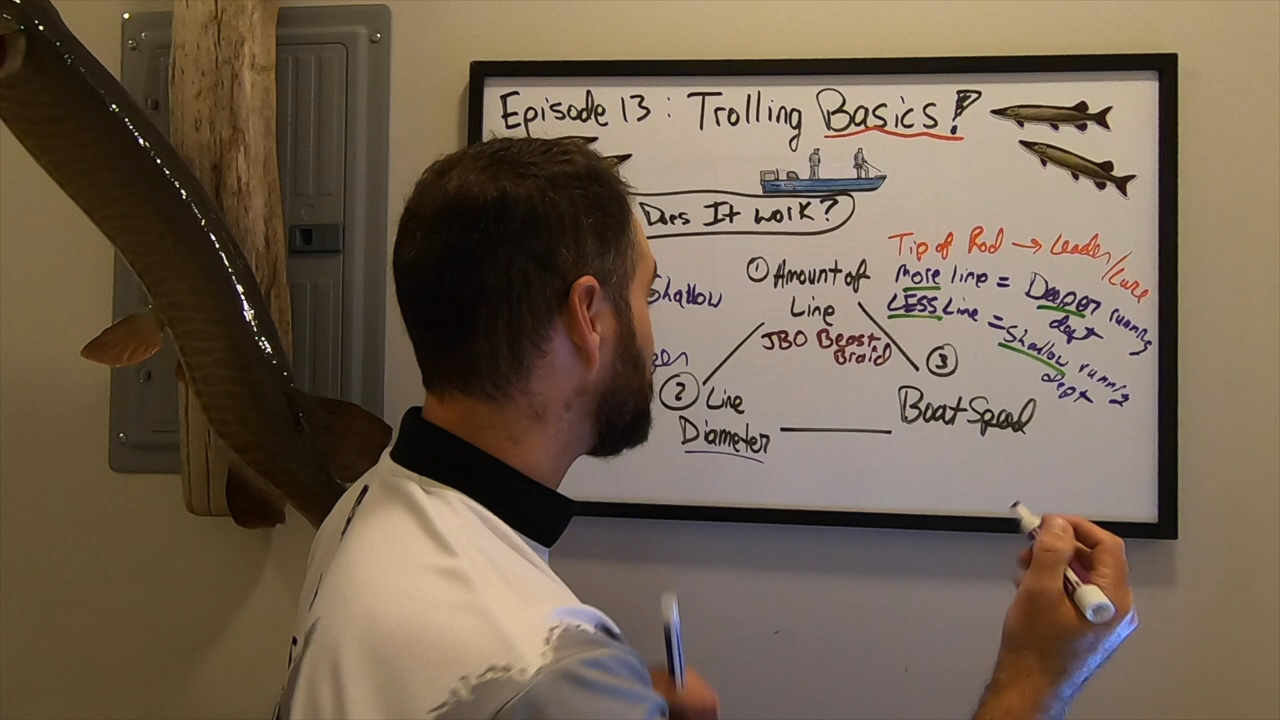 Episode 13: Trolling Basics!
Does It work?
Tip of Rod → Leader/Lure
more line = Deeper running
dept
LESS Line = Shallow running
dept
Shallow
① Amount of
Line
JBO Beast
Braid
② Line
Diameter
③
Boat Speed